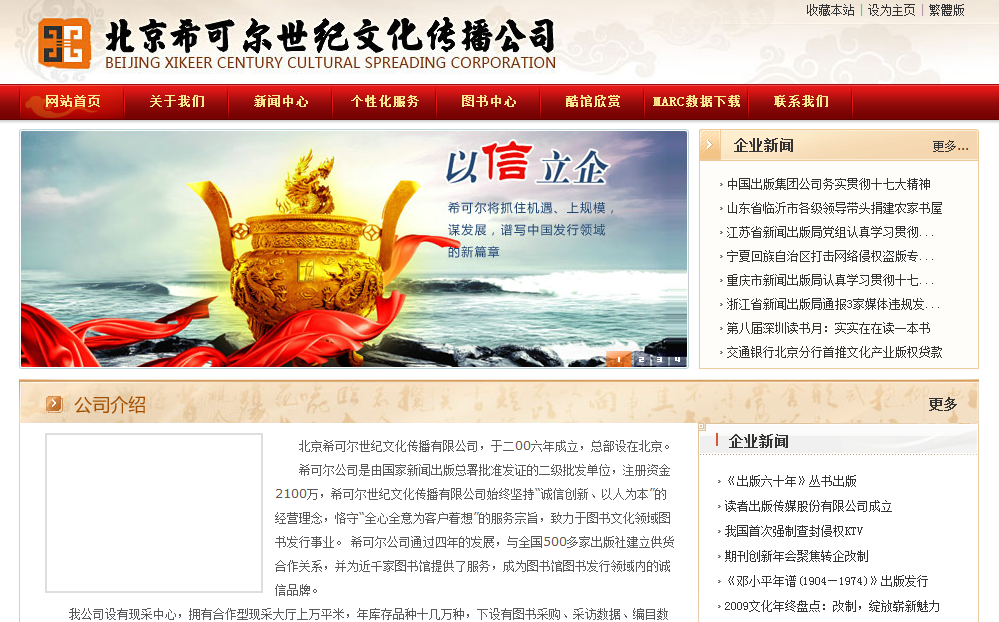 收藏本站 | 设为主页 | 繁體版
北京希可尔世纪文化传播公司
BEIJING XIKEER CENTURY CULTURAL SPREADING CORPORATION
网站首页 关于我们 新闻中心 个性化服务 图书中心 酷馆欣赏 MARC数据下载 联系我们
以信立企
希可尔将抓住机遇、上规模，
谋发展，谱写中国发行领域
的新篇章
1 2 3 4
企业新闻 更多...
中国出版集团公司务实贯彻十七大精神
山东省临沂市各级领导带头捐建农家书屋
江苏省新闻出版局党组认真学习贯彻...
宁夏回族自治区打击网络侵权盗版专...
重庆市新闻出版局认真学习贯彻十七...
浙江省新闻出版局通报3家媒体违规发...
第八届深圳读书月：实实在在读一本书
交通银行北京分行首推文化产业版权贷款
公司介绍 更多
北京希可尔世纪文化传播有限公司，于二00六年成立，总部设在北京。
希可尔公司是由国家新闻出版总署批准发证的二级批发单位，注册资金
2100万，希可尔世纪文化传播有限公司始终坚持“诚信创新、以人为本”的
经营理念，恪守“全心全意为客户着想”的服务宗旨，致力于图书文化领域图
书发行事业。 希可尔公司通过四年的发展，与全国500多家出版社建立供货
合作关系，并为近千家图书馆提供了服务，成为图书馆图书发行领域内的诚
信品牌。
我公司设有现采中心，拥有合作型现采大厅上万平米，年库存品种十几万种，下设有图书采购、采访数据、编目数
企业新闻
《出版六十年》丛书出版
读者出版传媒股份有限公司成立
我国首次强制查封侵权KTV
期刊创新年会聚焦转企改制
《邓小平年谱(1904－1974)》出版发行
2009文化年终盘点：改制，绽放崭新魅力